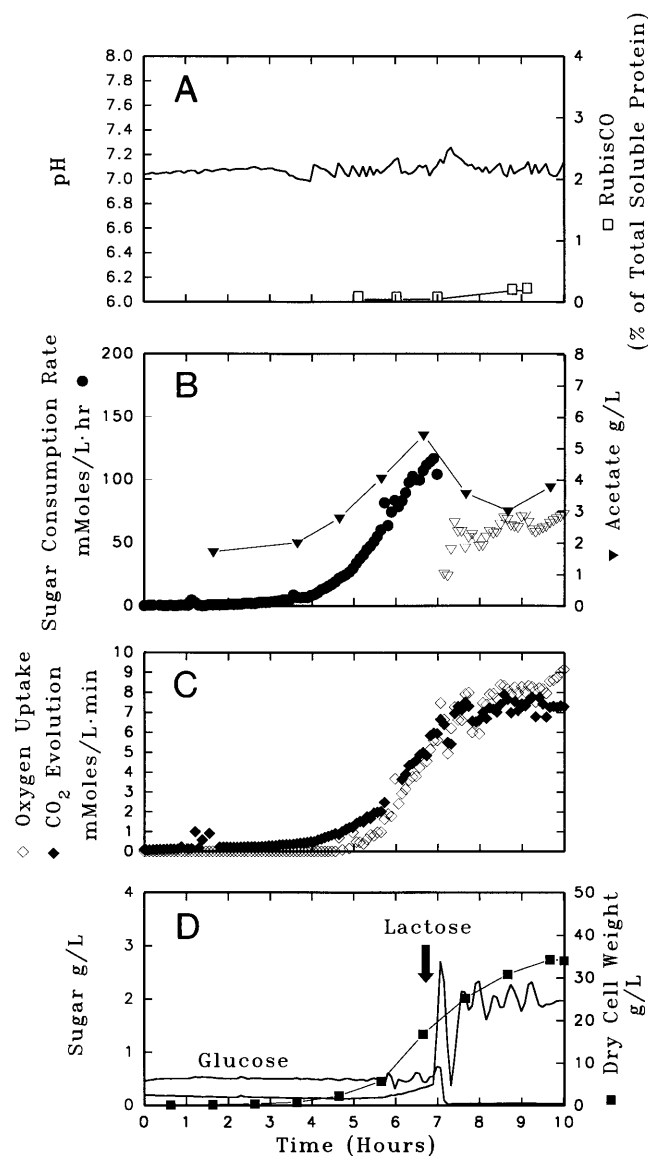 A
8.0
7.8
7.6
7.4
7.2
7.0
6.8
6.6
6.4
6.2
6.0
pH
4
3
2
1
0
□ RubisCO
(% of Total Soluble Protein)
B
200
150
100
50
0
Sugar Consumption Rate
mMoles/L·hr ●
8
7
6
5
4
3
2
1
0
▼ Acetate g/L
C
10
9
8
7
6
5
4
3
2
1
0
◇ Oxygen Uptake
◆ CO2 Evolution
mMoles/L·min
D
4
3
2
1
0
Sugar g/L
Lactose
Glucose
50
40
30
20
10
0
■ Dry Cell Weight
g/L
0 1 2 3 4 5 6 7 8 9 10
Time (Hours)